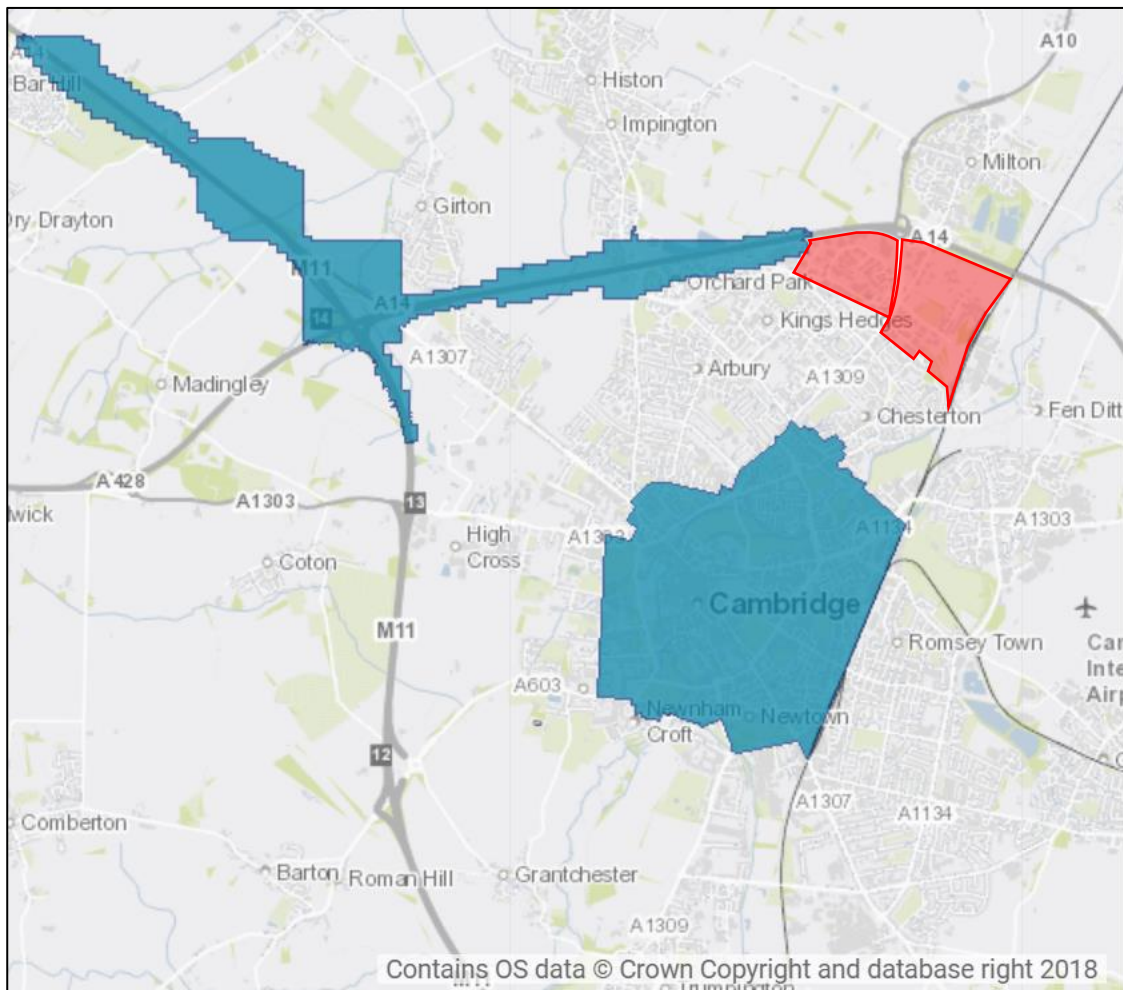 A10
Histon
Bar Hill
Impington
Milton
Girton
Dry Drayton
A14
M11
Orchard Park
A14
14
Kings Hedges
A1307
Arbury
Madingley
A1309
Chesterton
Fen Ditt
A428
A1303
13
wick
High
Cross
A1134
A1303
Coton
Cambridge
M11
Romsey Town
A603
Newnham
Croft
Newtown
12
A1307
A1134
Comberton
Barton
Roman Hill
Grantchester
A1309
Contains OS data © Crown Copyright and database right 2018